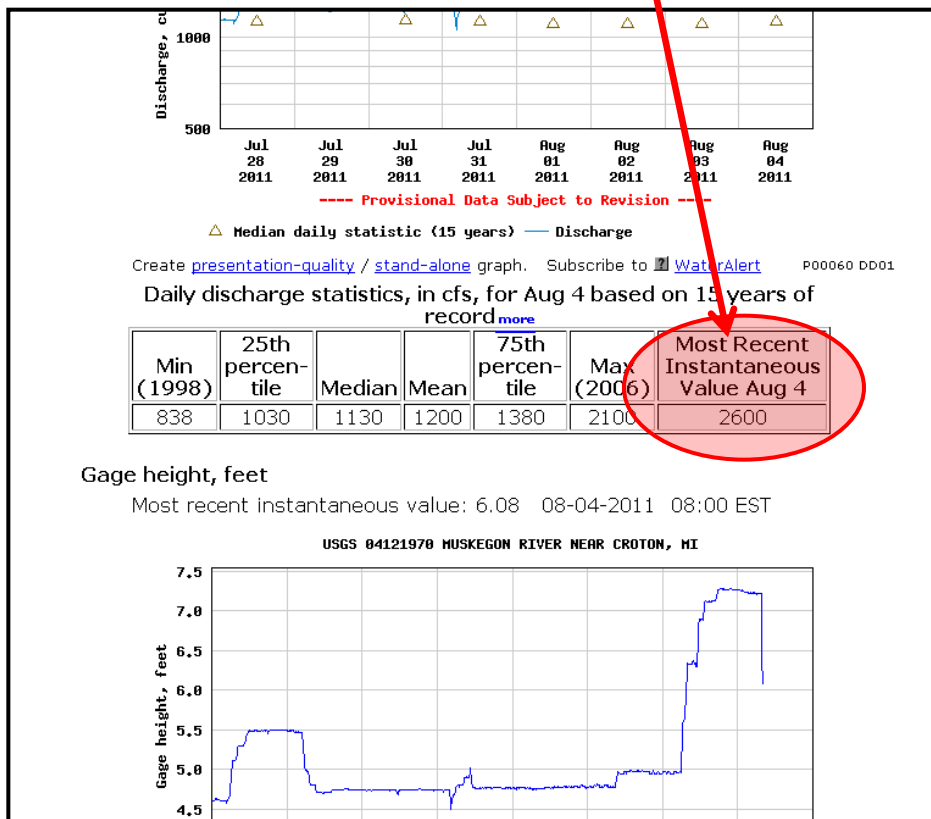 Discharge, cu
1000
500
Jul Jul Jul Jul Aug Aug Aug Aug
28 29 30 31 01 02 03 04
2011 2011 2011 2011 2011 2011 2011 2011
---- Provisional Data Subject to Revision ----
△ Median daily statistic (15 years) — Discharge
Create presentation-quality / stand-alone graph. Subscribe to ? WaterAlert P00060 DD01
Daily discharge statistics, in cfs, for Aug 4 based on 15 years of
record more
Min (1998) 25th percen-tile Median Mean 75th percen-tile Max (2006) Most Recent Instantaneous Value Aug 4
838 1030 1130 1200 1380 2100 2600
Gage height, feet
Most recent instantaneous value: 6.08 08-04-2011 08:00 EST
USGS 04121970 MUSKEGON RIVER NEAR CROTON, MI
Gage height, feet
7.5
7.0
6.5
6.0
5.5
5.0
4.5